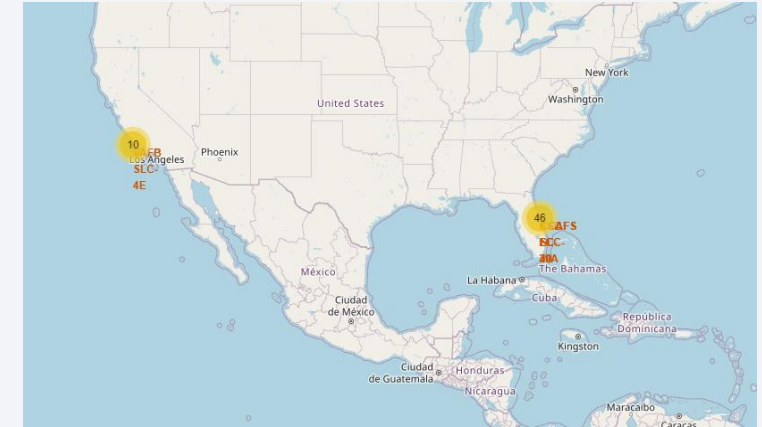 New York
Washington
United States
10
Los Angeles
Phoenix
SLC-
4E
46
The Bahamas
México
La Habana
Cuba
Ciudad
de México
República
Dominicana
Kingston
Ciudad
de Guatemala
Honduras
Nicaragua
Maracaibo
Caracas